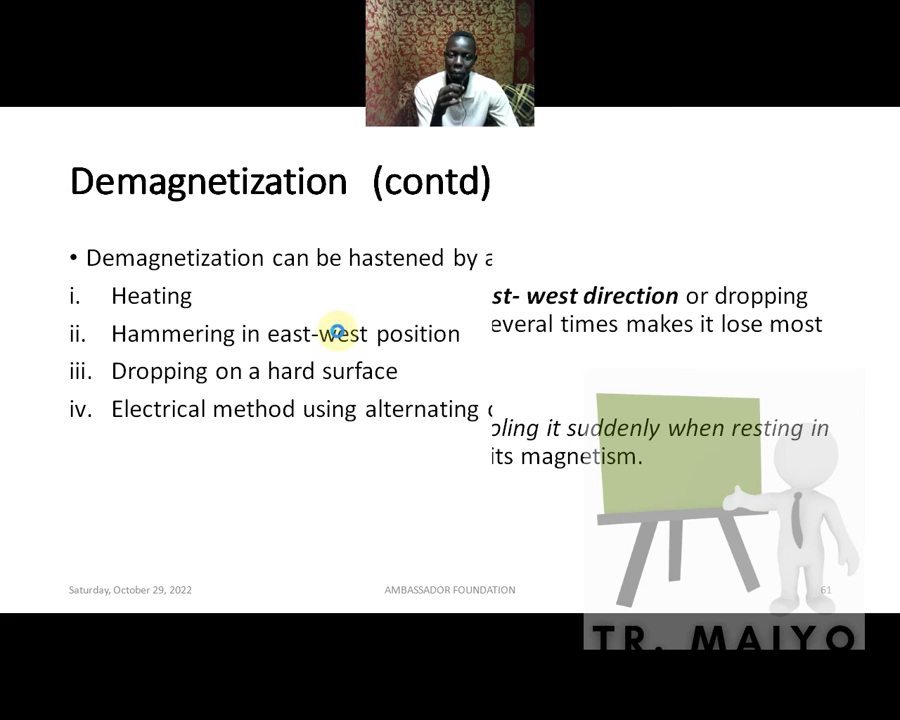 Demagnetization (contd)
• Demagnetization can be hastened by a
i. Heating
st- west direction or dropping
ii. Hammering in east-west position
everal times makes it lose most
iii. Dropping on a hard surface
iv. Electrical method using alternating
oling it suddenly when resting in
its magnetism.
Saturday, October 29, 2022
AMBASSADOR FOUNDATION
61
TR. MAIYO